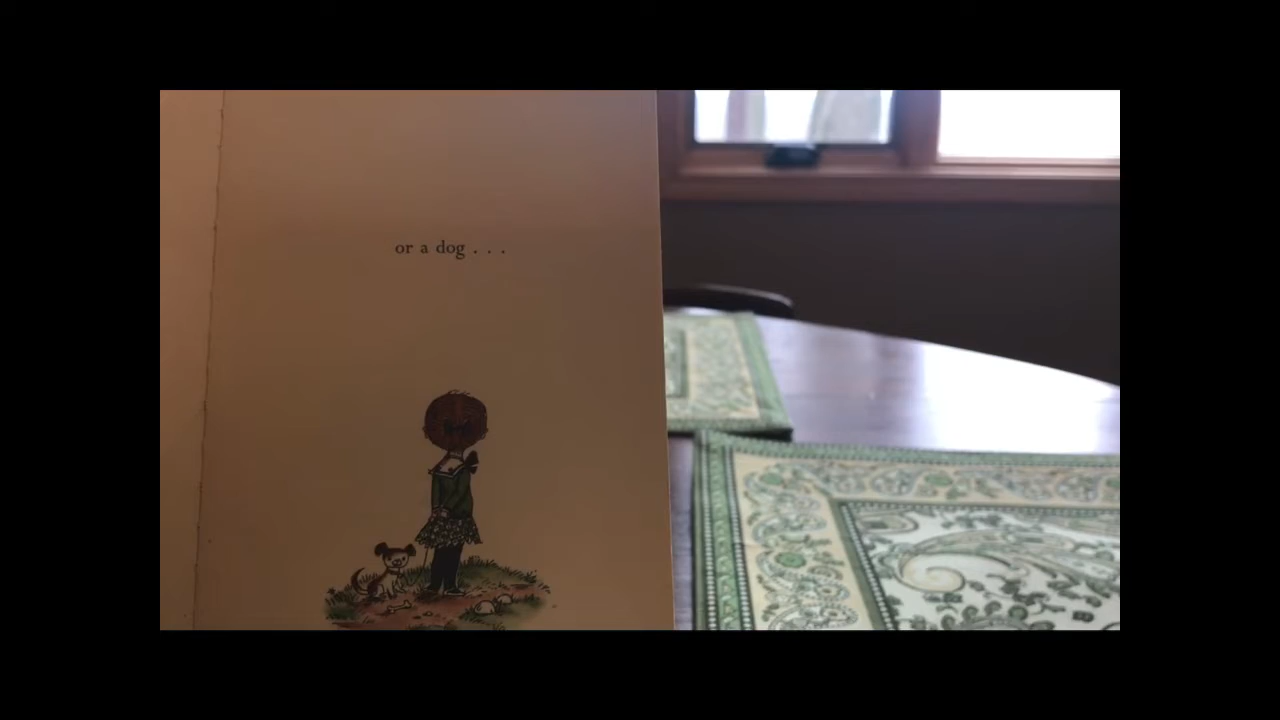 or a dog . . .